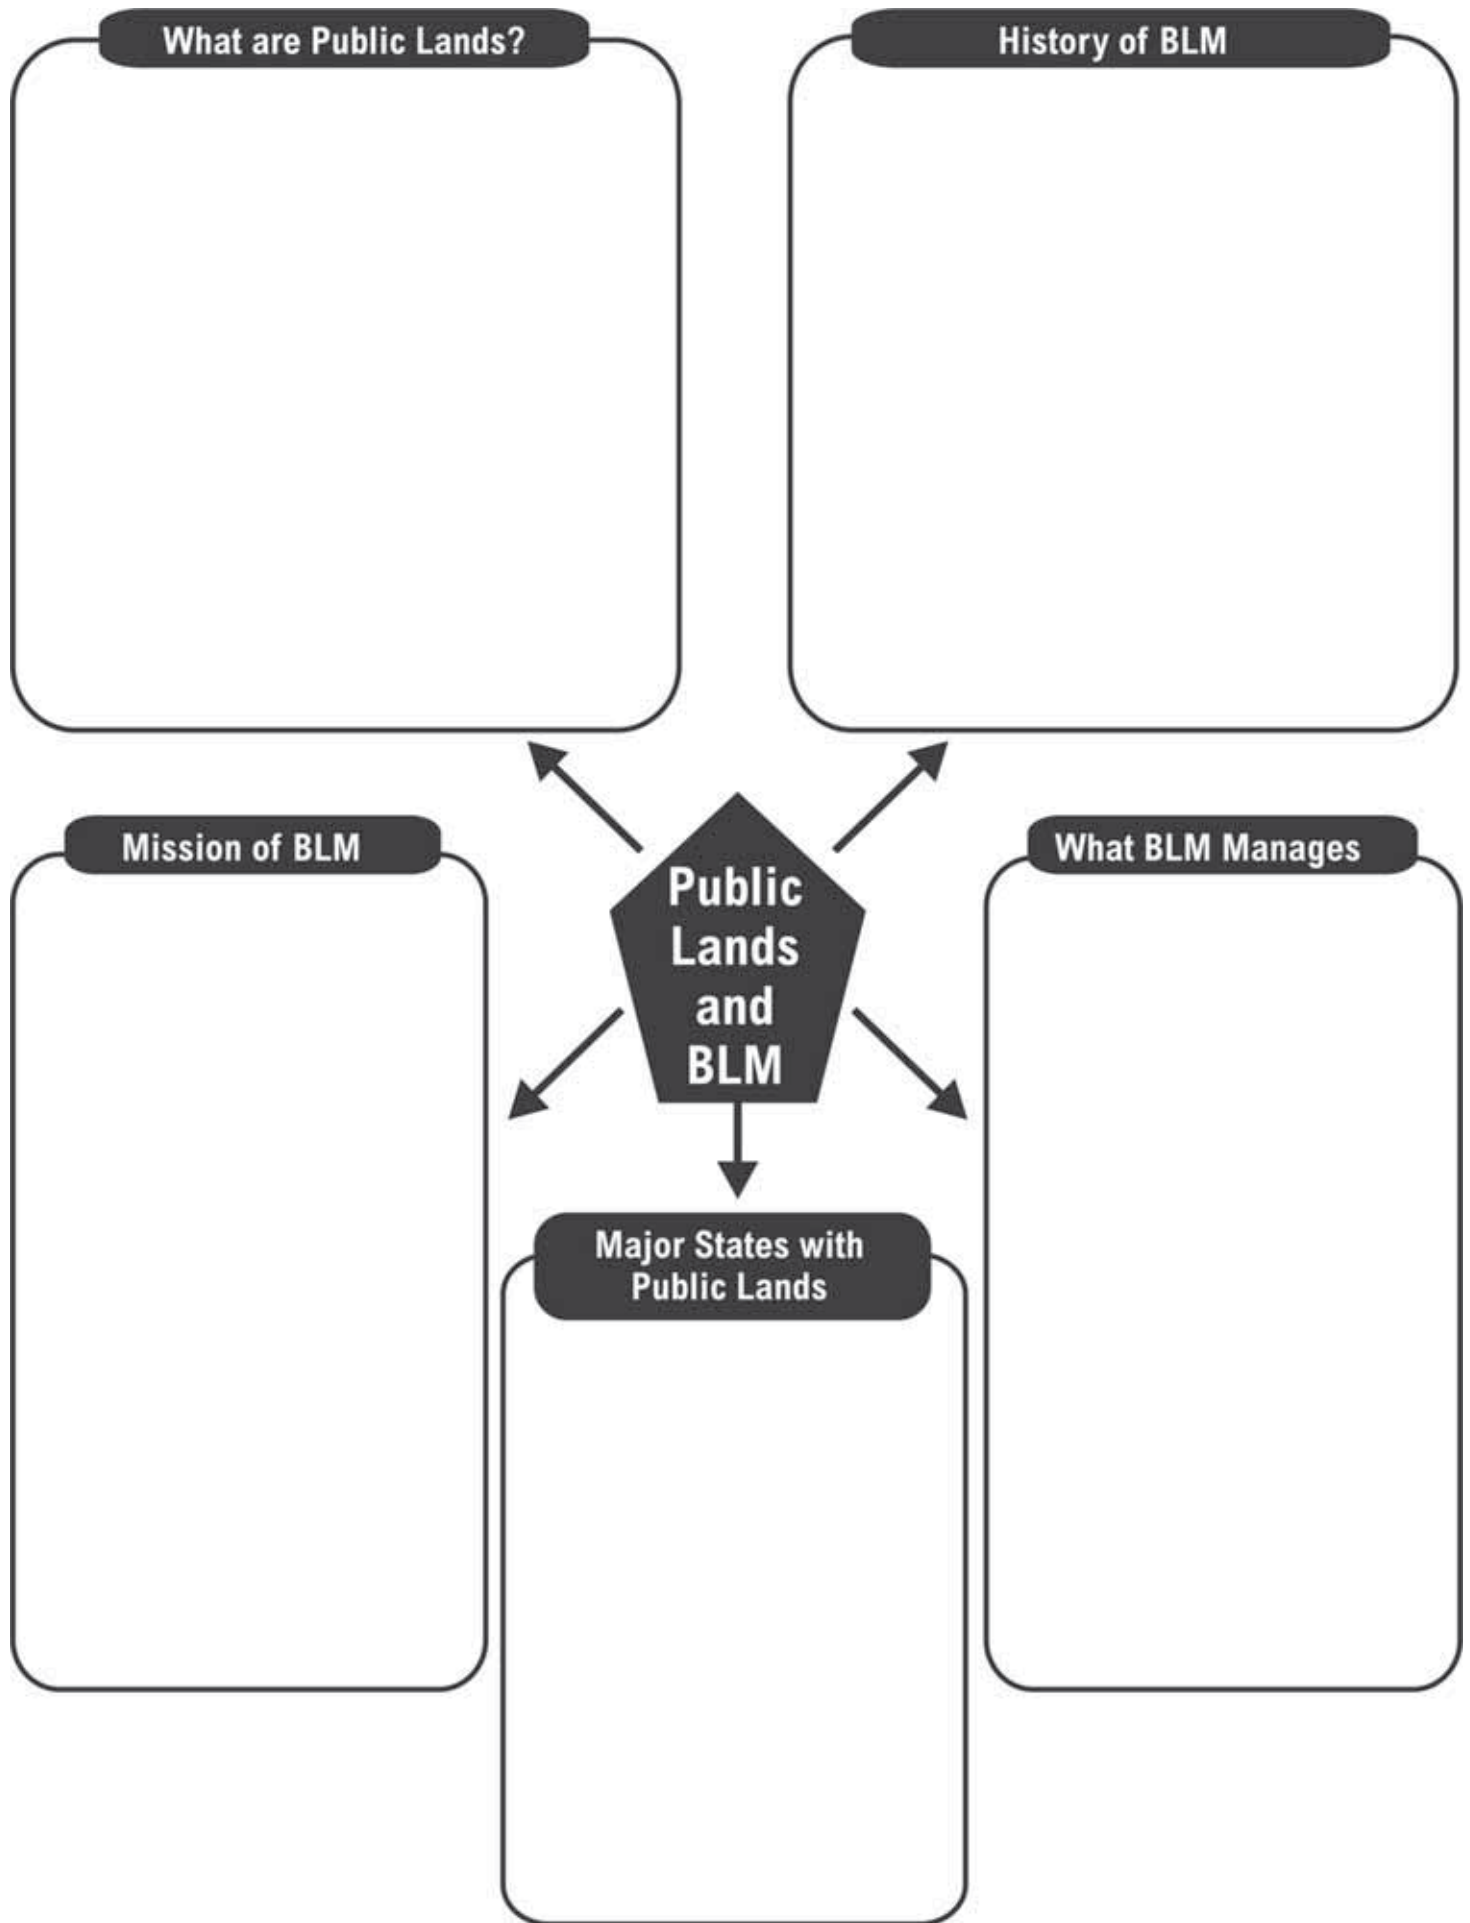 What are Public Lands?
History of BLM
Mission of BLM
Public
Lands
and
BLM
What BLM Manages
Major States with
Public Lands